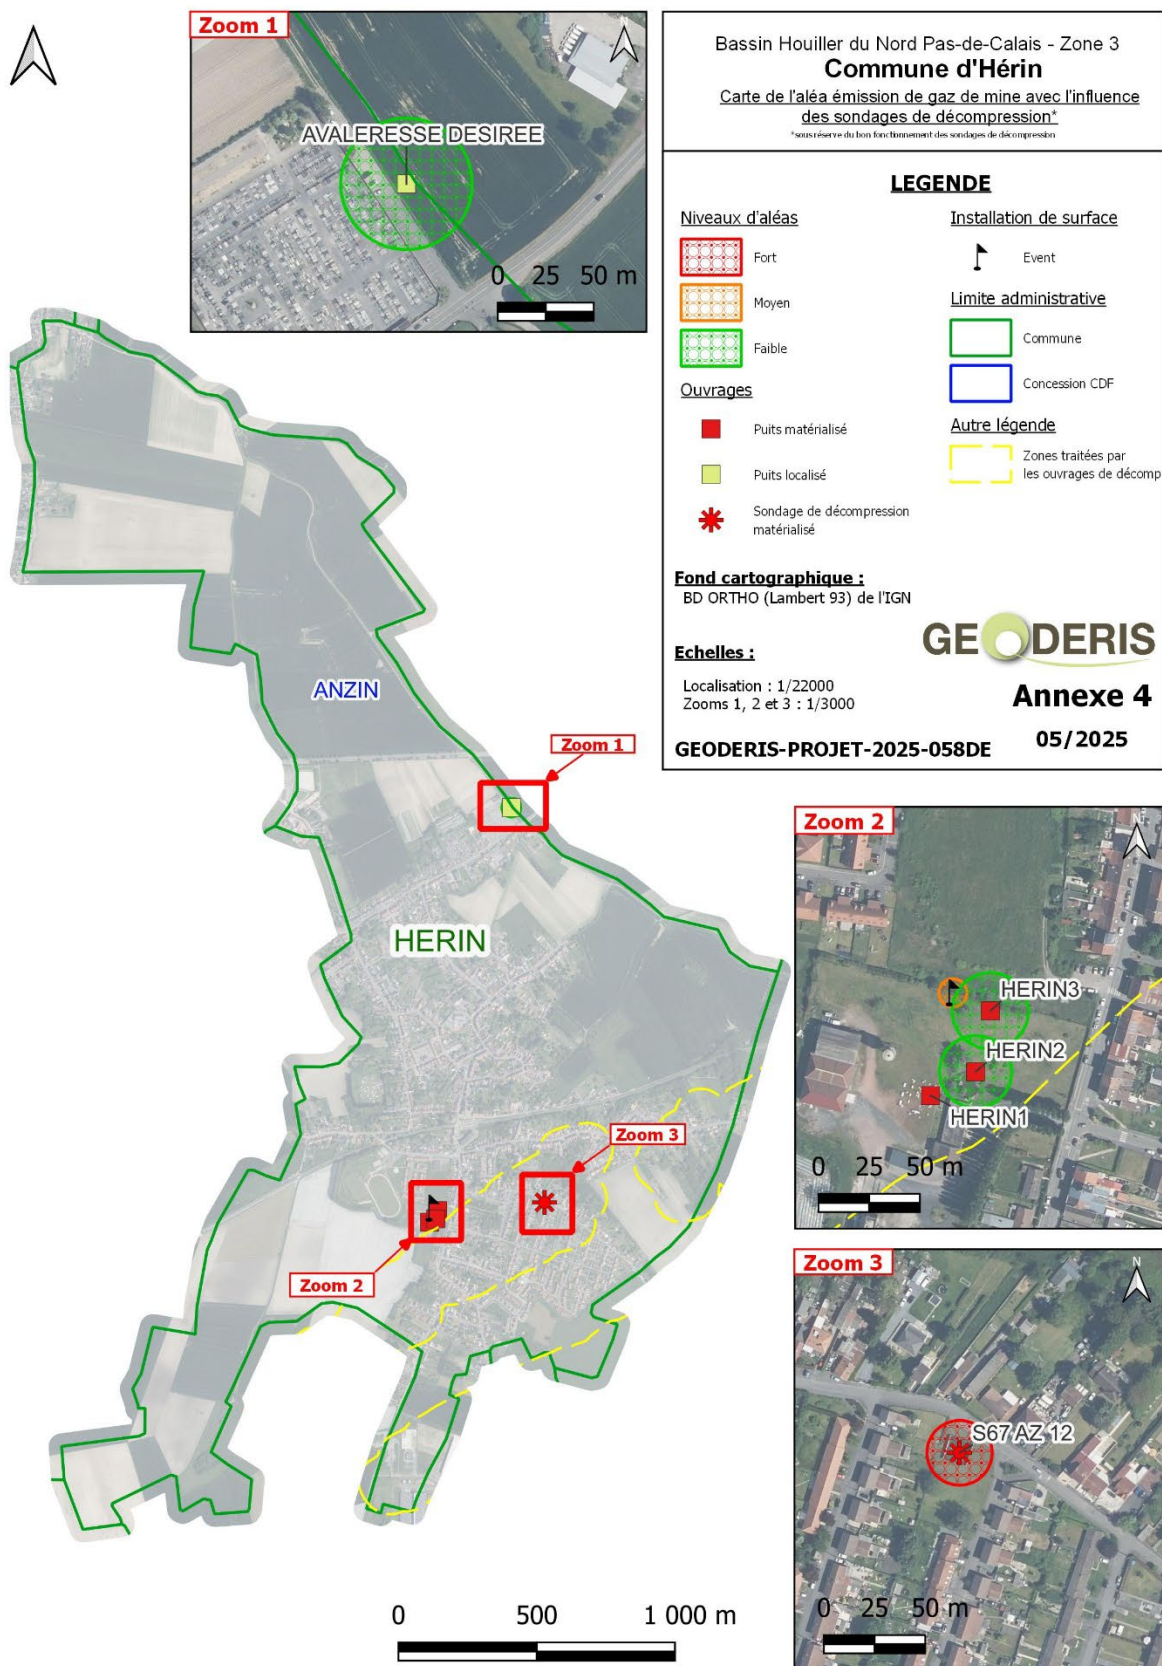 Zoom 1
N
AVALERESSE DESIREE
0 25 50 m
Bassin Houiller du Nord Pas-de-Calais - Zone 3
Commune d'Hérin
Carte de l'aléa émission de gaz de mine avec l'influence
des sondages de décompression*
*sous réserve du bon fonctionnement des sondages de décompression
LEGENDE
Niveaux d'aléas
Fort
Moyen
Faible
Ouvrages
Puits matérialisé
Puits localisé
Sondage de décompression
matérialisé
Installation de surface
Event
Limite administrative
Commune
Concession CDF
Autre légende
Zones traitées par
les ouvrages de décomp
Fond cartographique :
BD ORTHO (Lambert 93) de l'IGN
Echelles :
Localisation : 1/22000
Zooms 1, 2 et 3 : 1/3000
GEODERIS
Annexe 4
05/2025
GEODERIS-PROJET-2025-058DE
ANZIN
Zoom 1
HERIN
Zoom 3
Zoom 2
0 500 1 000 m
Zoom 2
N
HERIN3
HERIN2
HERIN1
0 25 50 m
Zoom 3
N
S67 AZ 12
0 25 50 m